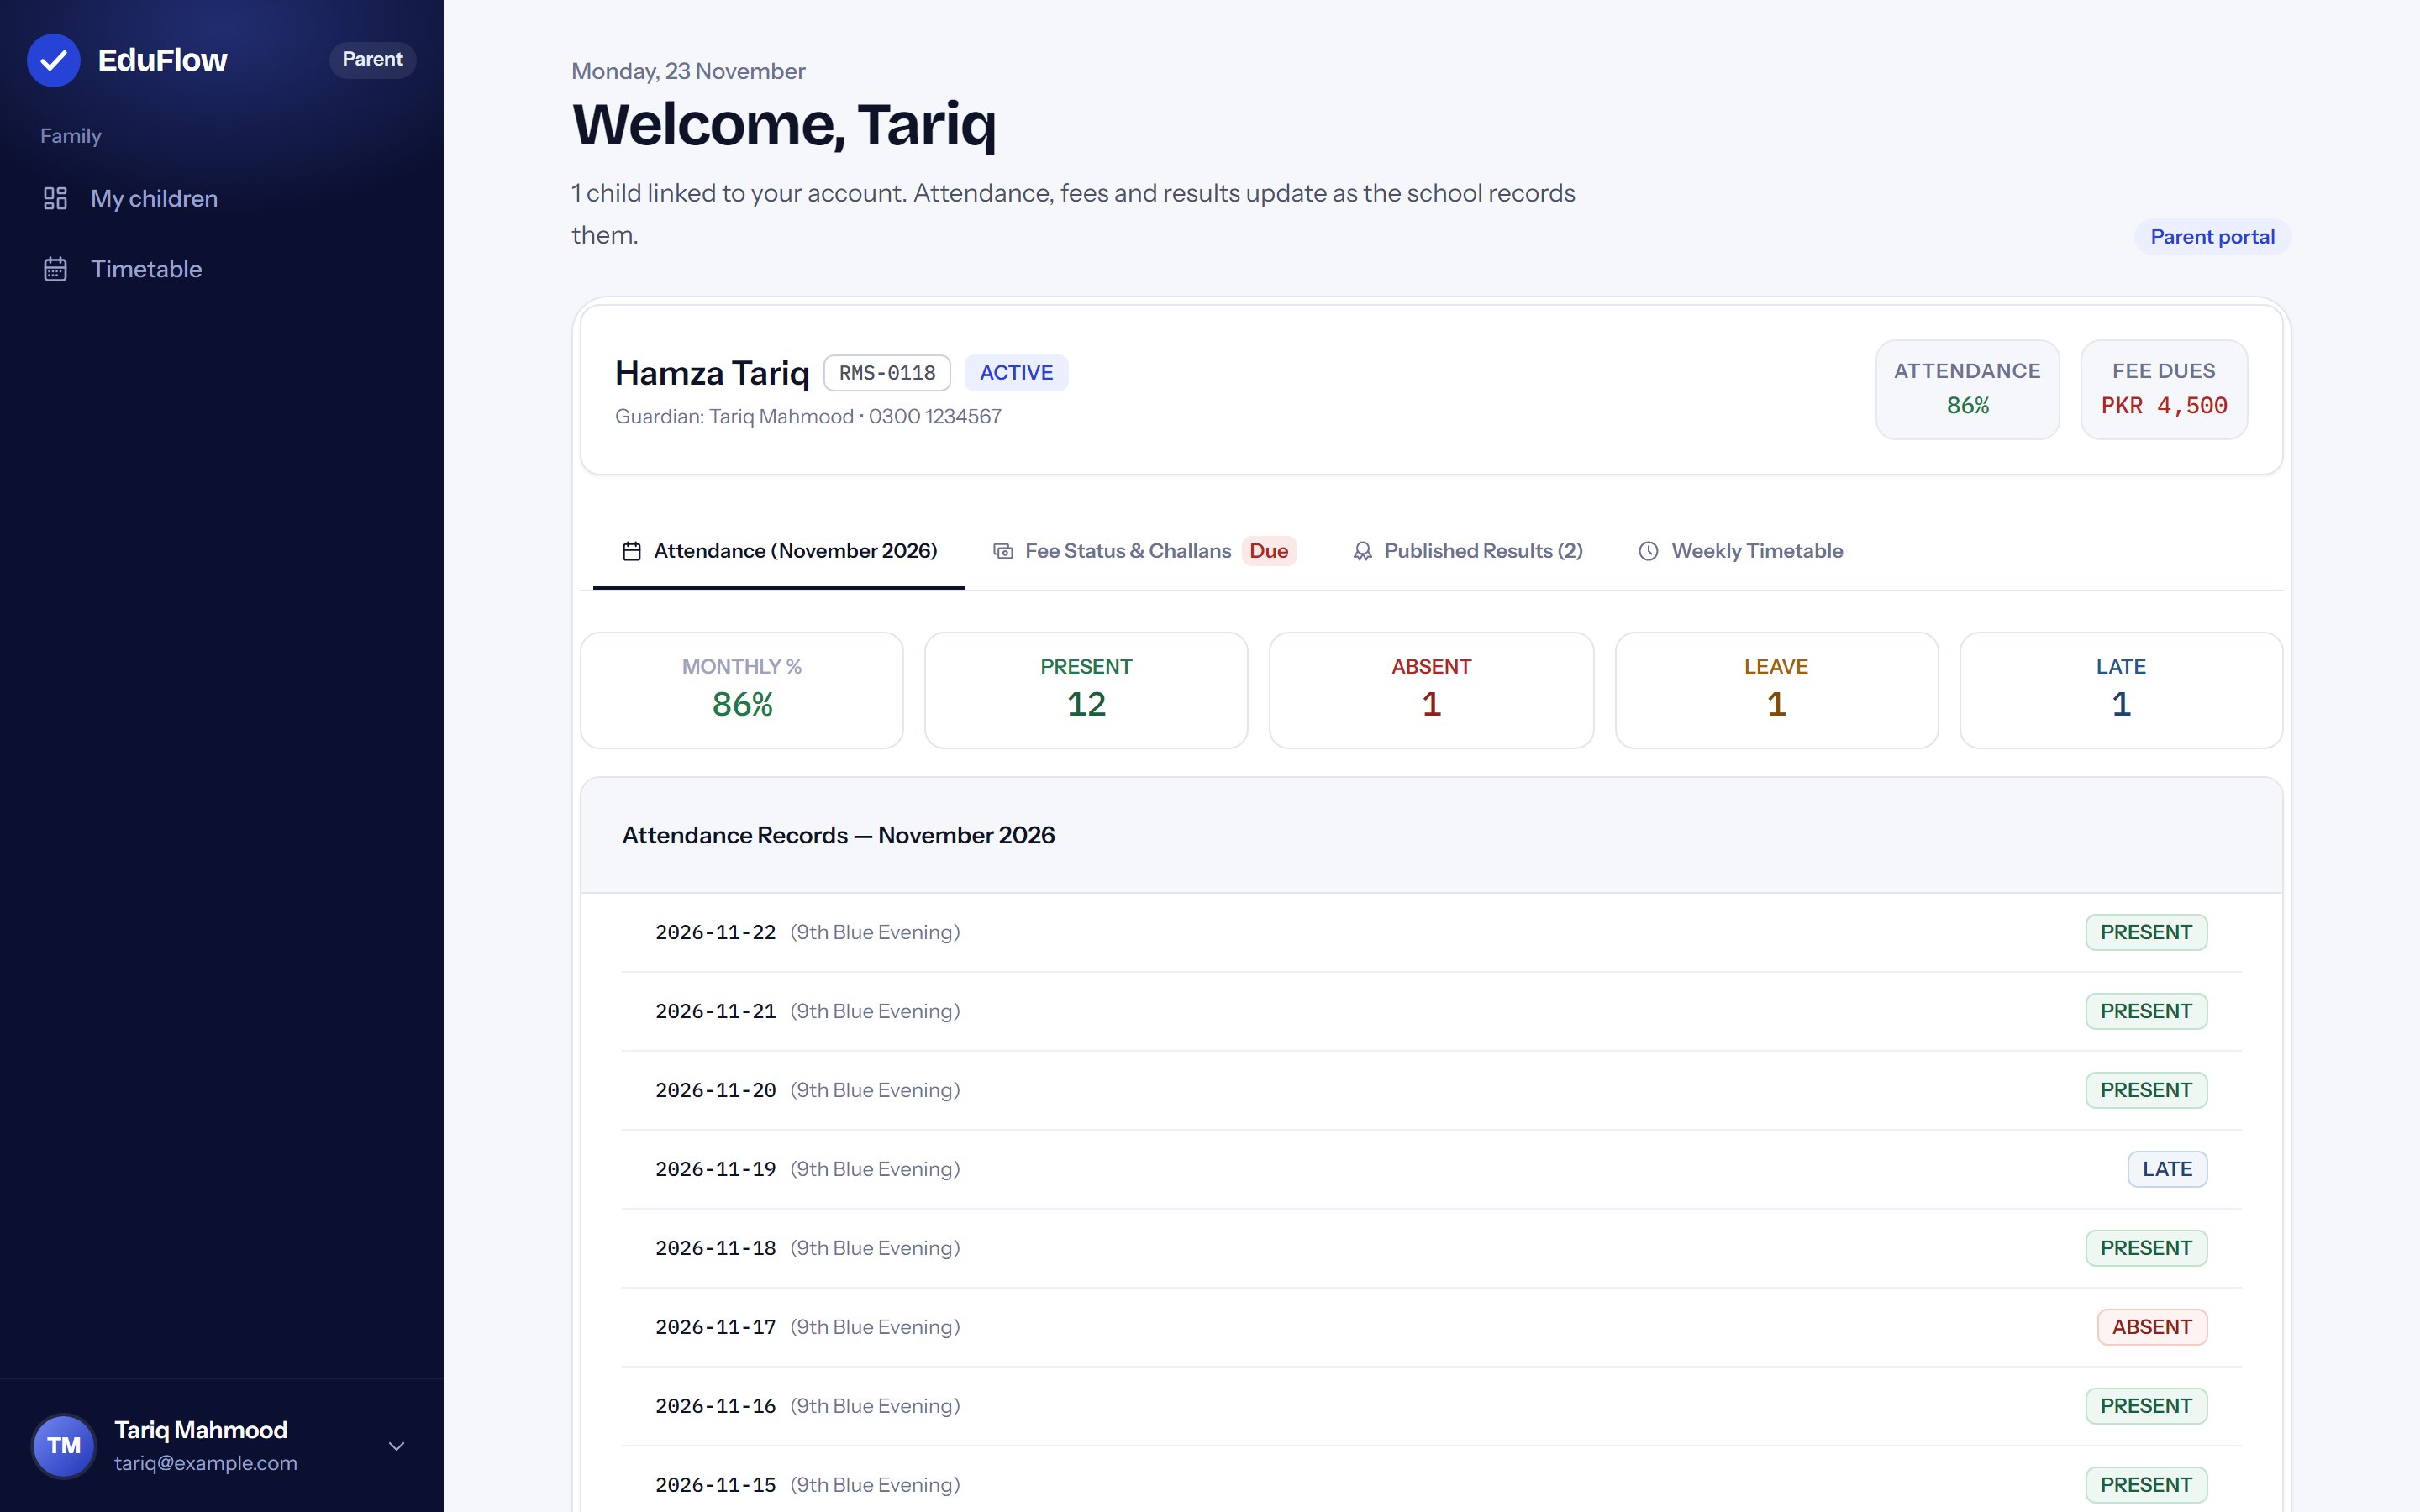 EduFlow
Parent
Family
My children
Timetable
Tariq Mahmood
TM
tariq@example.com
Monday, 23 November
Welcome, Tariq
1 child linked to your account. Attendance, fees and results update as the school records
them.
Parent portal
Hamza Tariq RMS-0118 ACTIVE
Guardian: Tariq Mahmood • 0300 1234567
ATTENDANCE
86%
FEE DUES
PKR 4,500
Attendance (November 2026) Fee Status & Challans Due Published Results (2) Weekly Timetable
MONTHLY %
86%
PRESENT
12
ABSENT
1
LEAVE
1
LATE
1
Attendance Records — November 2026
2026-11-22 (9th Blue Evening) PRESENT
2026-11-21 (9th Blue Evening) PRESENT
2026-11-20 (9th Blue Evening) PRESENT
2026-11-19 (9th Blue Evening) LATE
2026-11-18 (9th Blue Evening) PRESENT
2026-11-17 (9th Blue Evening) ABSENT
2026-11-16 (9th Blue Evening) PRESENT
2026-11-15 (9th Blue Evening) PRESENT